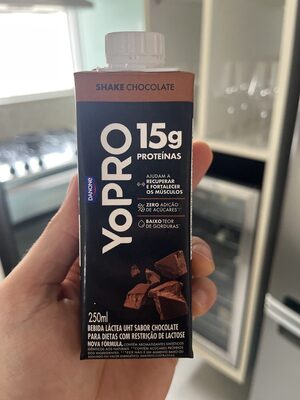 SHAKE CHOCOLATE
DANONE
YoPRO
15g
PROTEÍNAS
AJUDAM A
RECUPERAR
E FORTALECER
OS MÚSCULOS
ZERO ADIÇÃO
DE AÇÚCARES
BAIXO TEOR
DE GORDURAS
250ml
BEBIDA LÁCTEA UHT SABOR CHOCOLATE
PARA DIETAS COM RESTRIÇÃO DE LACTOSE
NOVA FÓRMULA.